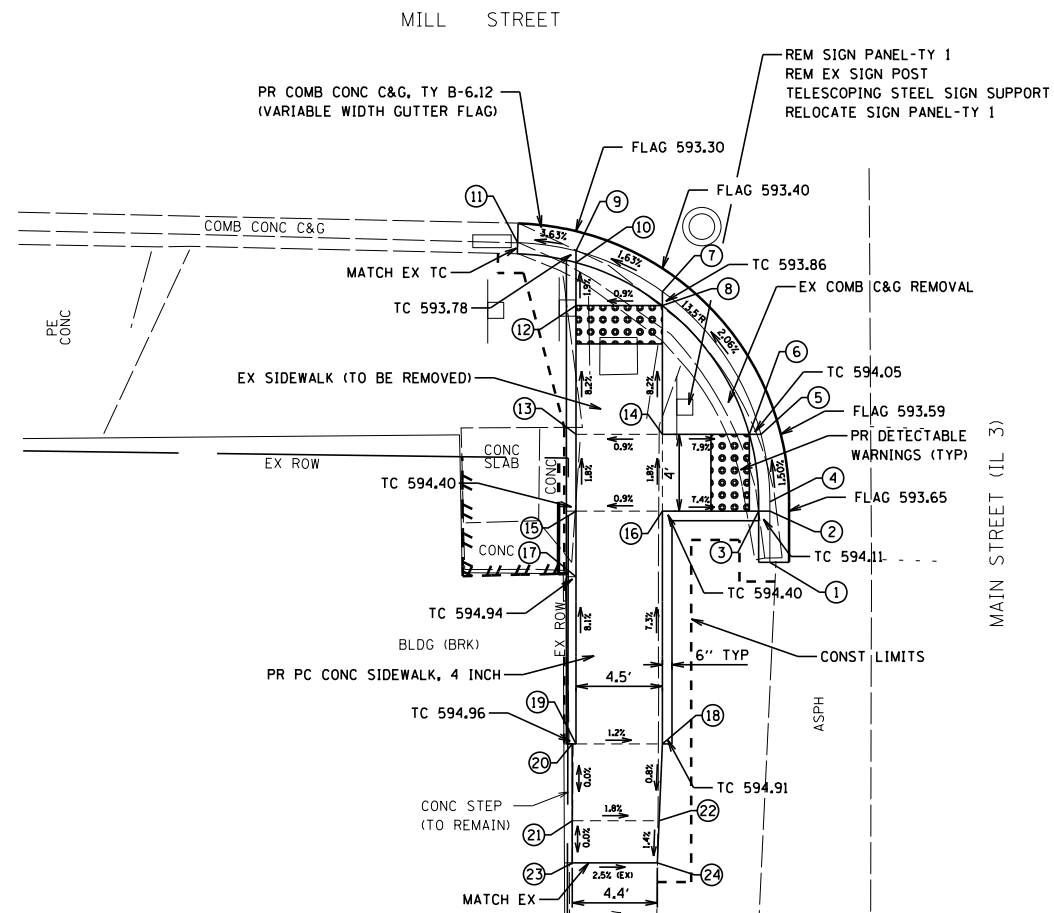 MILL STREET
REM SIGN PANEL-TY 1
REM EX SIGN POST
TELESCOPING STEEL SIGN SUPPORT
RELOCATE SIGN PANEL-TY 1
PR COMB CONC C&G, TY B-6.12
(VARIABLE WIDTH GUTTER FLAG)
FLAG 593.30
FLAG 593.40
11
9
COMB CONC C&G
3.63%
10
1.63%
7
MATCH EX TC
TC 593.86
1.9%
8
EX COMB C&G REMOVAL
0.9%
TC 593.78
13.5'R
12
2.06%
PE
CONC
6
TC 594.05
EX SIDEWALK (TO BE REMOVED)
8.2%
8.2%
13
14
5
FLAG 593.59
0.9%
7.9%
PR DETECTABLE
WARNINGS (TYP)
CONC
SLAB
EX ROW
CONC
1.8%
1.8%
4'
1.50%
TC 594.40
4
0.9%
7.4%
FLAG 593.65
15
16
2
3
CONC
17
TC 594.11
1
TC 594.40
TC 594.94
MAIN STREET (IL 3)
8.1%
7.3%
EX ROW
BLDG (BRK)
6'' TYP
CONST LIMITS
PR PC CONC SIDEWALK, 4 INCH
4.5'
19
TC 594.96
1.2%
18
ASPH
20
0.0%
0.8%
TC 594.91
CONC STEP
(TO REMAIN)
1.8%
21
22
0.0%
1.4%
23
2.5% (EX)
24
MATCH EX
4.4'